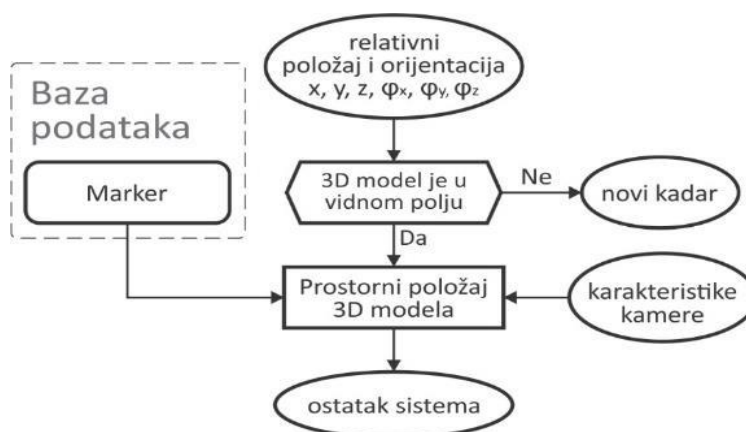 relativni
položaj i orijentacija
x, y, z, φx, φy, φz
Baza
podataka
Marker
3D model je u
vidnom polju
Ne
novi kadar
Da
Prostorni položaj
3D modela
karakteristike
kamere
ostatak sistema